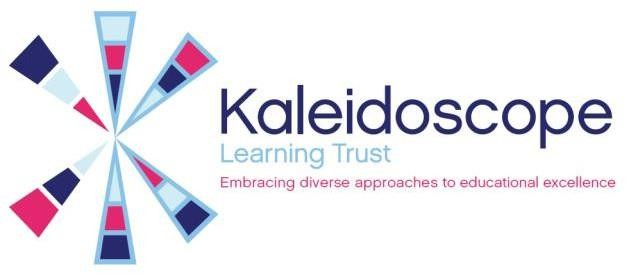 Kaleidoscope
Learning Trust
Embracing diverse approaches to educational excellence